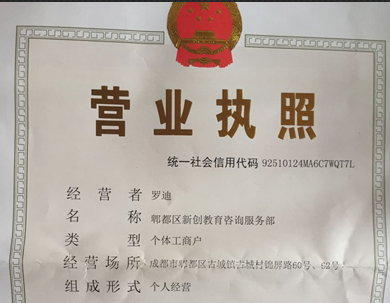 营业执照
统一社会信用代码 92510124MA6C7WQT7L
经营者 罗迪
名称 郫都区新创教育咨询服务部
类型 个体工商户
经营场所 成都市郫都区古城镇古城村锦屏路60号、62号
组成形式 个人经营